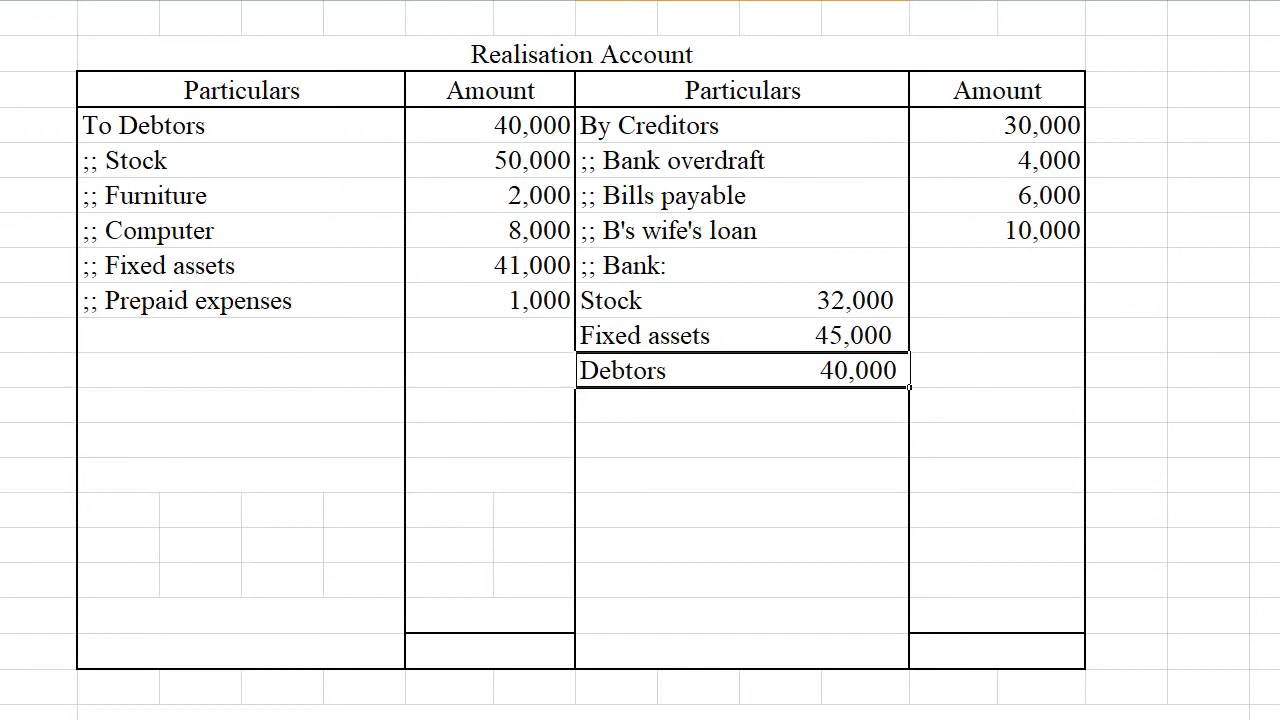 Realisation Account
Particulars Amount Particulars Amount
To Debtors 40,000 By Creditors 30,000
;; Stock 50,000 ;; Bank overdraft 4,000
;; Furniture 2,000 ;; Bills payable 6,000
;; Computer 8,000 ;; B's wife's loan 10,000
;; Fixed assets 41,000 ;; Bank:
;; Prepaid expenses 1,000 Stock 32,000
Fixed assets 45,000
Debtors 40,000